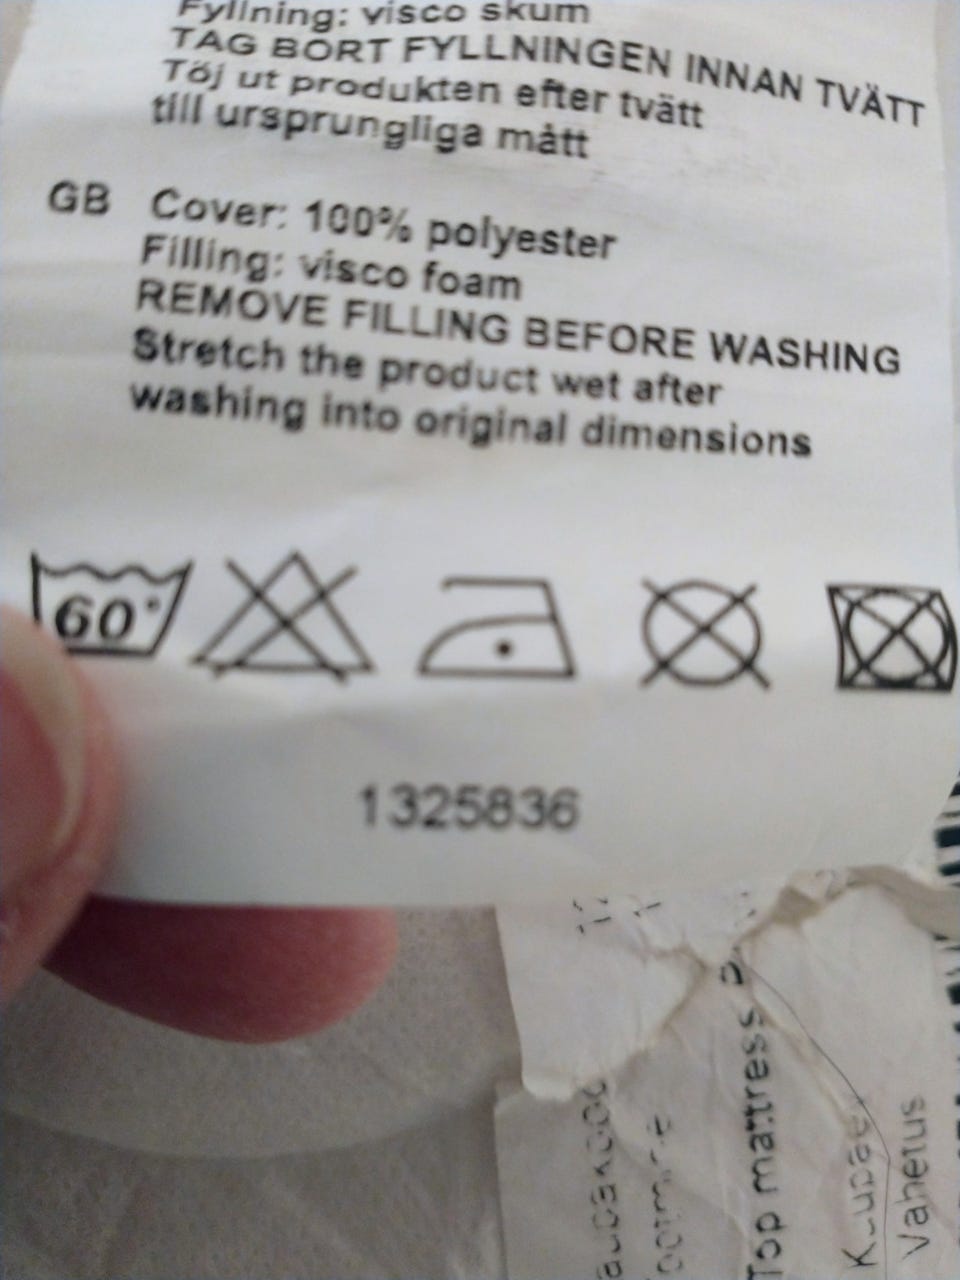 Fyllning: visco skum
TAG BORT FYLLNINGEN INNAN TVÄTT
Töj ut produkten efter tvätt
till ursprungliga mått
GB Cover: 100% polyester
Filling: visco foam
REMOVE FILLING BEFORE WASHING
Stretch the product wet after
washing into original dimensions
60°
1325836
Top mattress
Vahetus